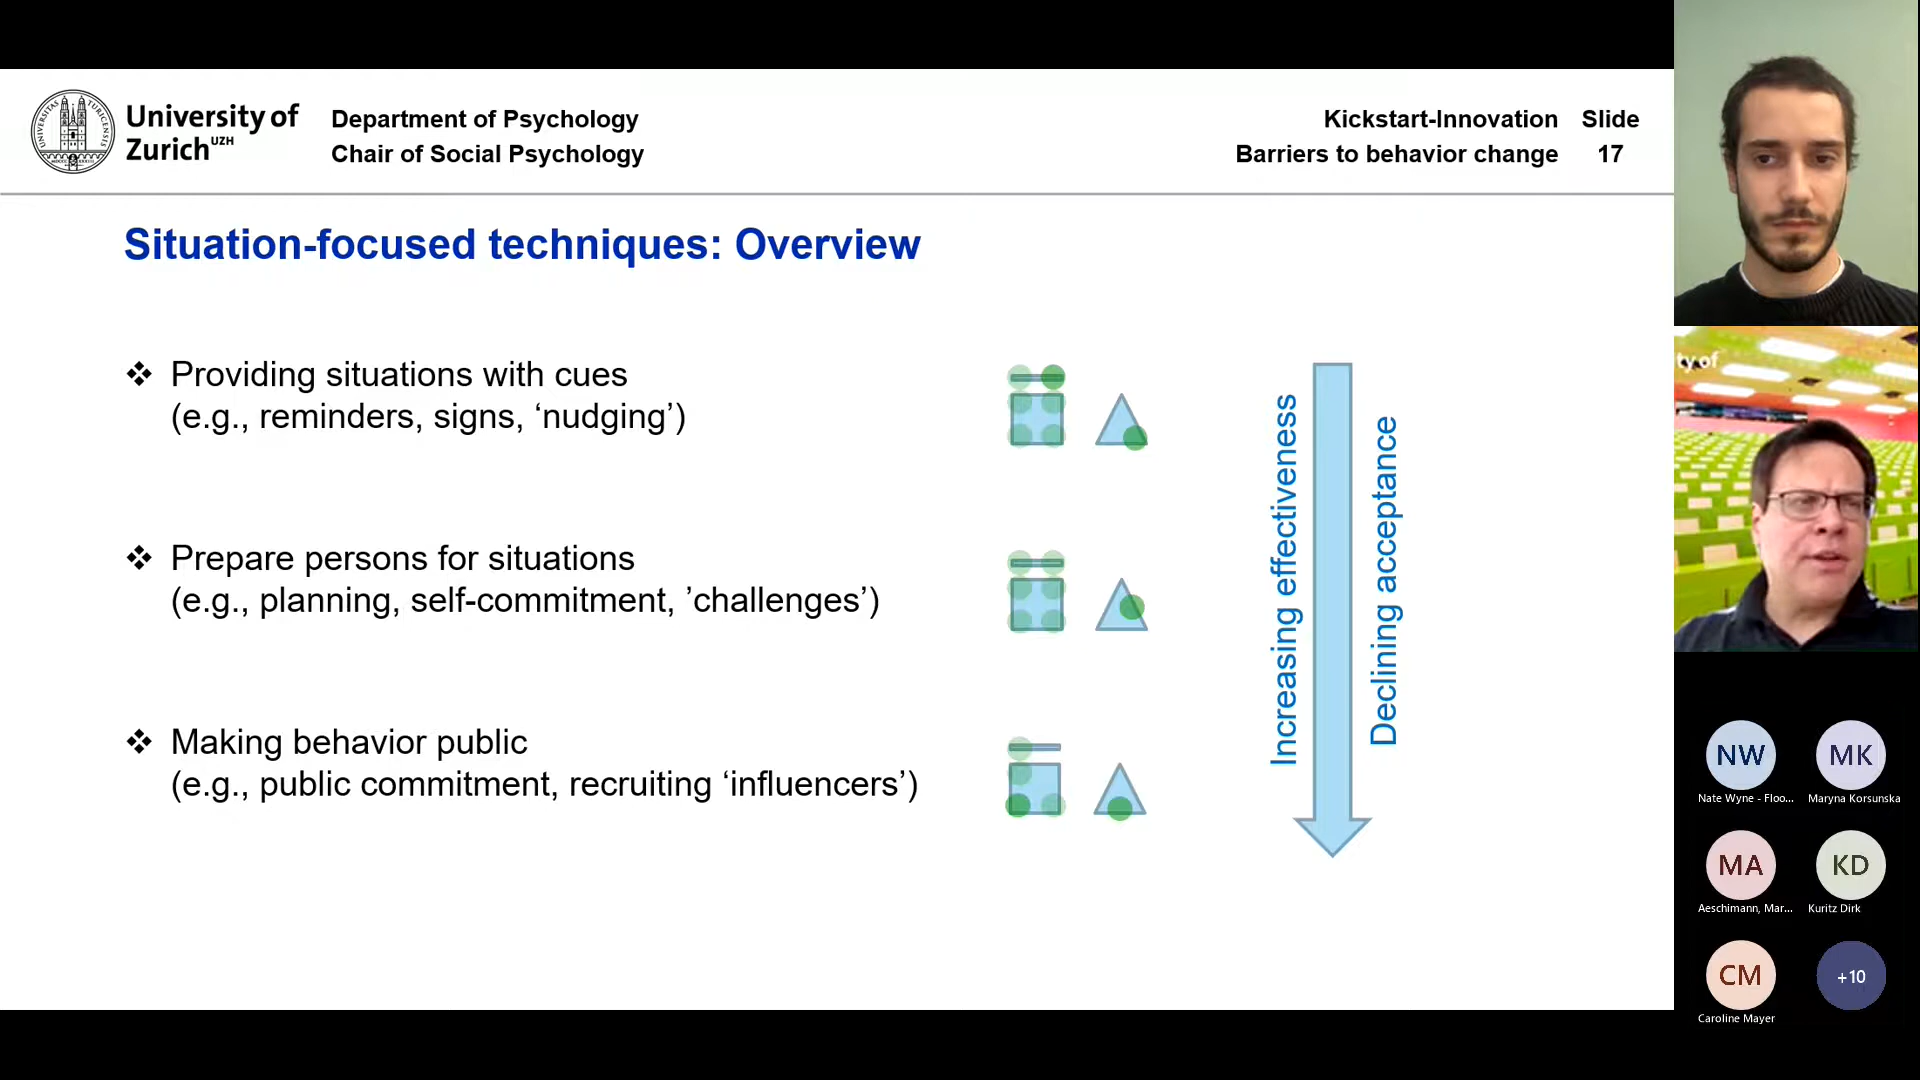 University of
Zurich UZH
Department of Psychology
Chair of Social Psychology
Kickstart-Innovation Slide
Barriers to behavior change 17
Situation-focused techniques: Overview
❖ Providing situations with cues
(e.g., reminders, signs, ‘nudging’)
❖ Prepare persons for situations
(e.g., planning, self-commitment, ’challenges’)
❖ Making behavior public
(e.g., public commitment, recruiting ‘influencers’)
Increasing effectiveness
Declining acceptance
ty of
NW
Nate Wyne - Floo...
MK
Maryna Korsunska
MA
Aeschimann, Mar...
KD
Kuritz Dirk
CM
Caroline Mayer
+10